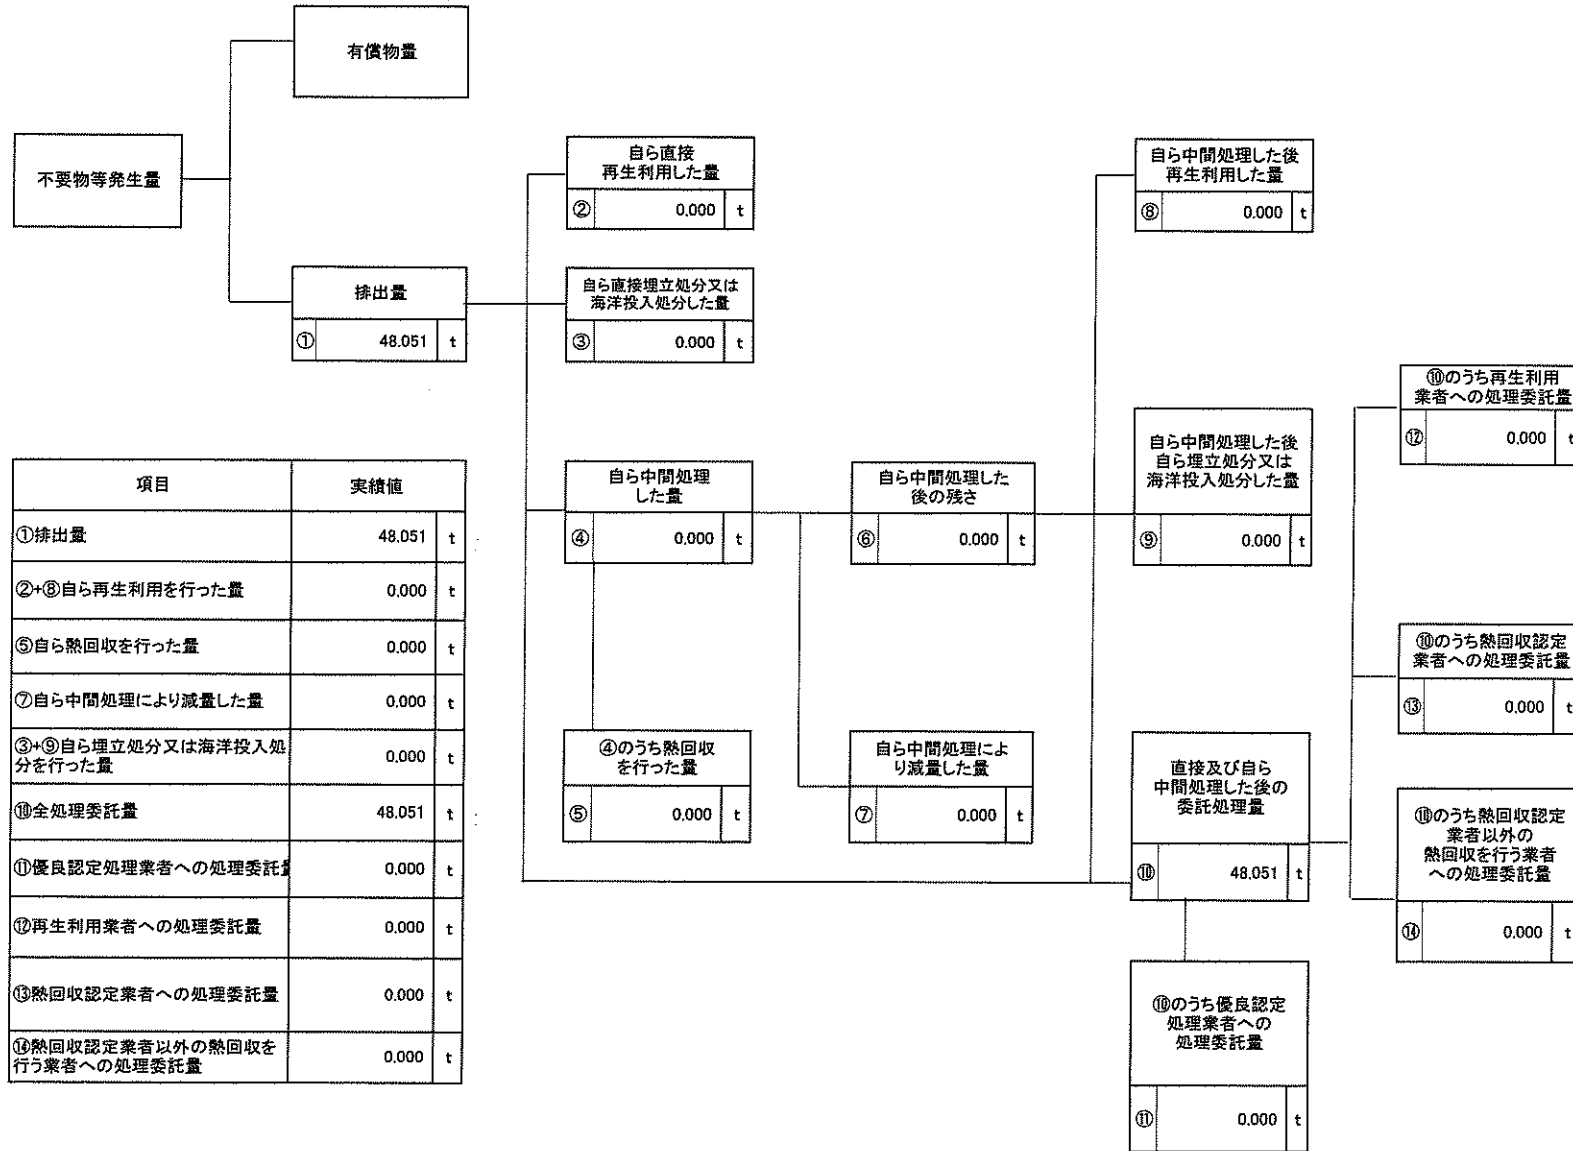 有償物量
不要物等発生量
排出量
① 48.051 t
自ら直接
再生利用した量
② 0.000 t
自ら直接埋立処分又は
海洋投入処分した量
③ 0.000 t
自ら中間処理
した量
④ 0.000 t
④のうち熱回収
を行った量
⑤ 0.000 t
自ら中間処理した
後の残さ
⑥ 0.000 t
自ら中間処理によ
り減量した量
⑦ 0.000 t
自ら中間処理した後
再生利用した量
⑧ 0.000 t
自ら中間処理した後
自ら埋立処分又は
海洋投入処分した量
⑨ 0.000 t
直接及び自ら
中間処理した後の
委託処理量
⑩ 48.051 t
⑩のうち優良認定
処理業者への
処理委託量
⑪ 0.000 t
⑩のうち再生利用
業者への処理委託量
⑫ 0.000 t
⑩のうち熱回収認定
業者への処理委託量
⑬ 0.000 t
⑩のうち熱回収認定
業者以外の
熱回収を行う業者
への処理委託量
⑭ 0.000 t
項目 実績値
①排出量 48.051 t
②+⑧自ら再生利用を行った量 0.000 t
⑤自ら熱回収を行った量 0.000 t
⑦自ら中間処理により減量した量 0.000 t
③+⑨自ら埋立処分又は海洋投入処
分を行った量 0.000 t
⑩全処理委託量 48.051 t
⑪優良認定処理業者への処理委託量 0.000 t
⑫再生利用業者への処理委託量 0.000 t
⑬熱回収認定業者への処理委託量 0.000 t
⑭熱回収認定業者以外の熱回収を
行う業者への処理委託量 0.000 t